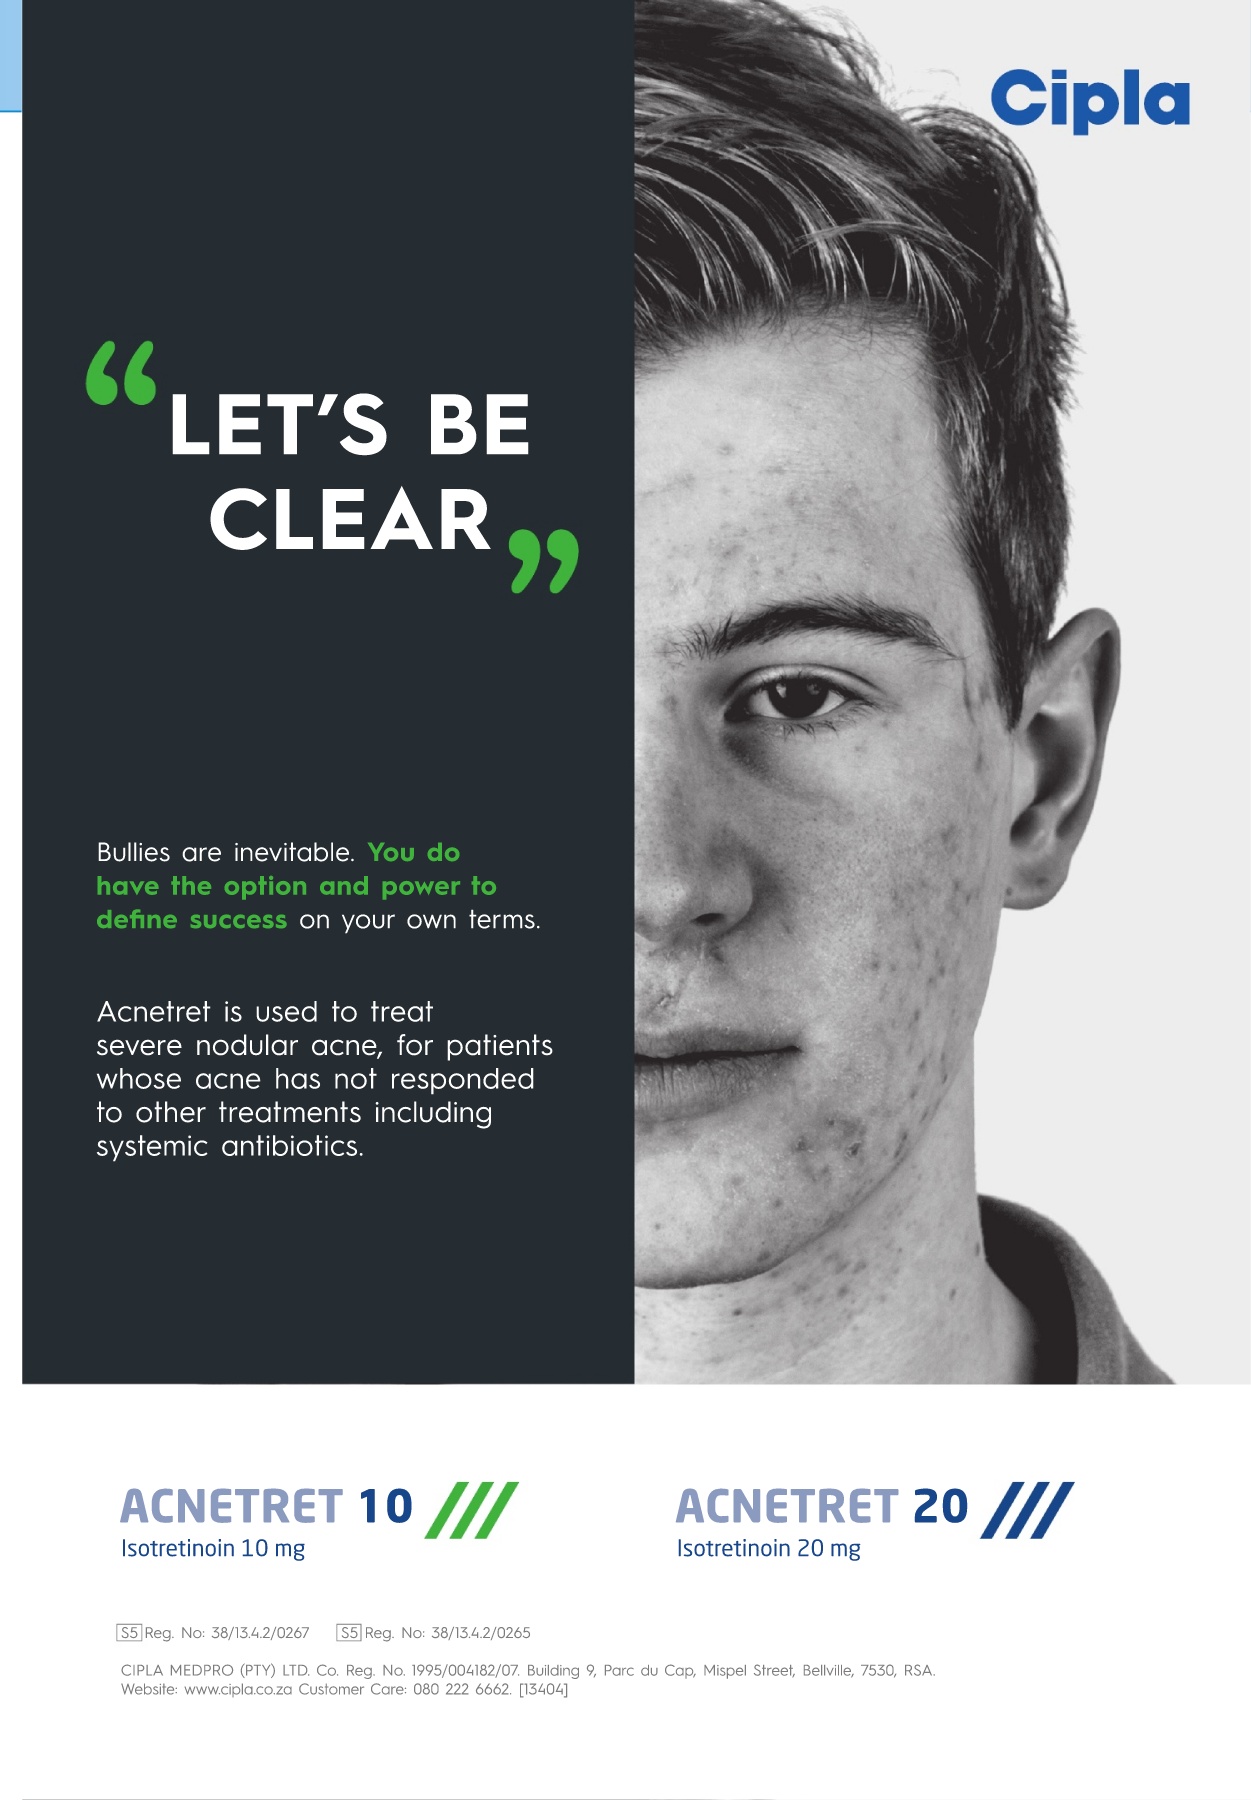 Cipla
“LET’S BE
CLEAR”
Bullies are inevitable. You do
have the option and power to
define success on your own terms.
Acnetret is used to treat
severe nodular acne, for patients
whose acne has not responded
to other treatments including
systemic antibiotics.
ACNETRET 10
Isotretinoin 10 mg
ACNETRET 20
Isotretinoin 20 mg
S5 Reg. No: 38/13.4.2/0267 S5 Reg. No: 38/13.4.2/0265
CIPLA MEDPRO (PTY) LTD. Co. Reg. No. 1995/004182/07. Building 9, Parc du Cap, Mispel Street, Bellville, 7530, RSA.
Website: www.cipla.co.za Customer Care: 080 222 6662. [13404]